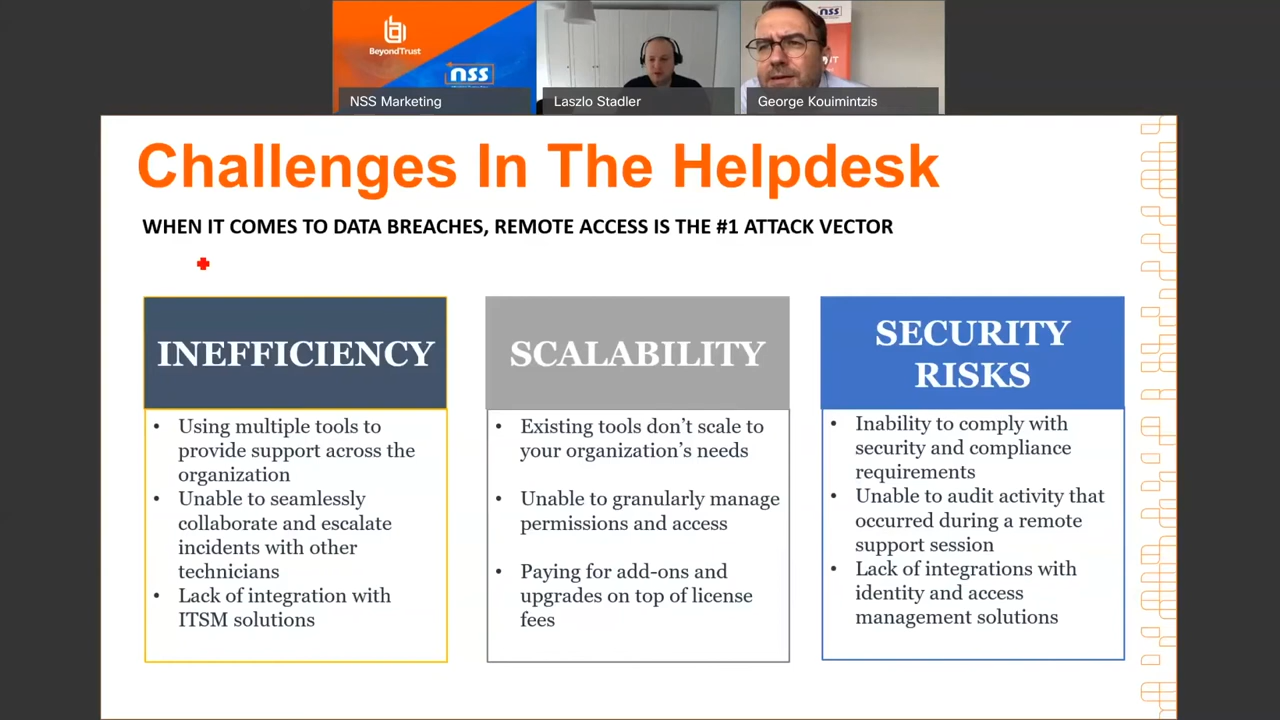 BeyondTrust
nss
nss
NSS Marketing
Laszlo Stadler
George Kouimintzis
Challenges In The Helpdesk
WHEN IT COMES TO DATA BREACHES, REMOTE ACCESS IS THE #1 ATTACK VECTOR
INEFFICIENCY
• Using multiple tools to
provide support across the
organization
• Unable to seamlessly
collaborate and escalate
incidents with other
technicians
• Lack of integration with
ITSM solutions
SCALABILITY
• Existing tools don’t scale to
your organization’s needs
• Unable to granularly manage
permissions and access
• Paying for add-ons and
upgrades on top of license
fees
SECURITY
RISKS
• Inability to comply with
security and compliance
requirements
• Unable to audit activity that
occurred during a remote
support session
• Lack of integrations with
identity and access
management solutions